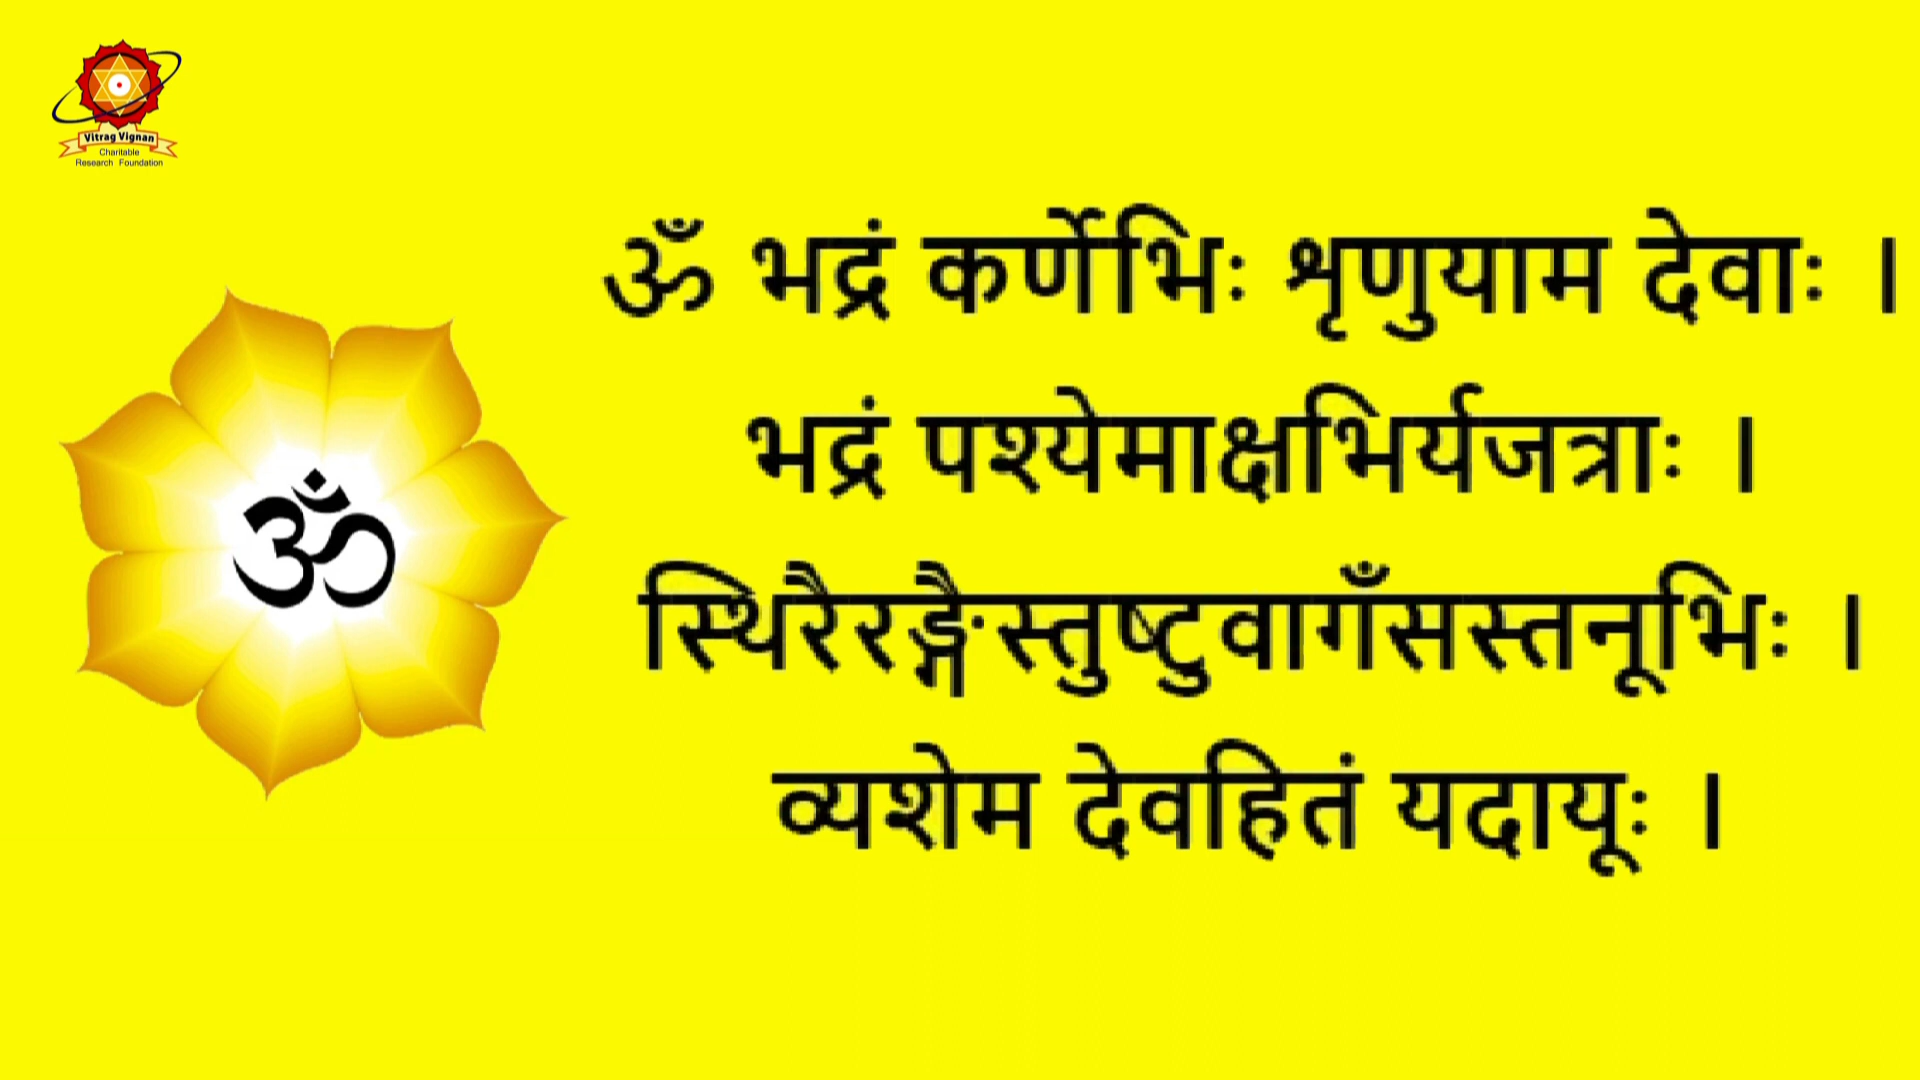 Vitrag Vignan
Charitable
Research Foundation
ॐ
ॐ भद्रं कर्णेभिः शृणुयाम देवाः ।
भद्रं पश्येमाक्षभिर्यजत्राः ।
स्थिरैरङ्गैस्तुष्टुवागँसस्तनूभिः ।
व्यशेम देवहितं यदायूः ।